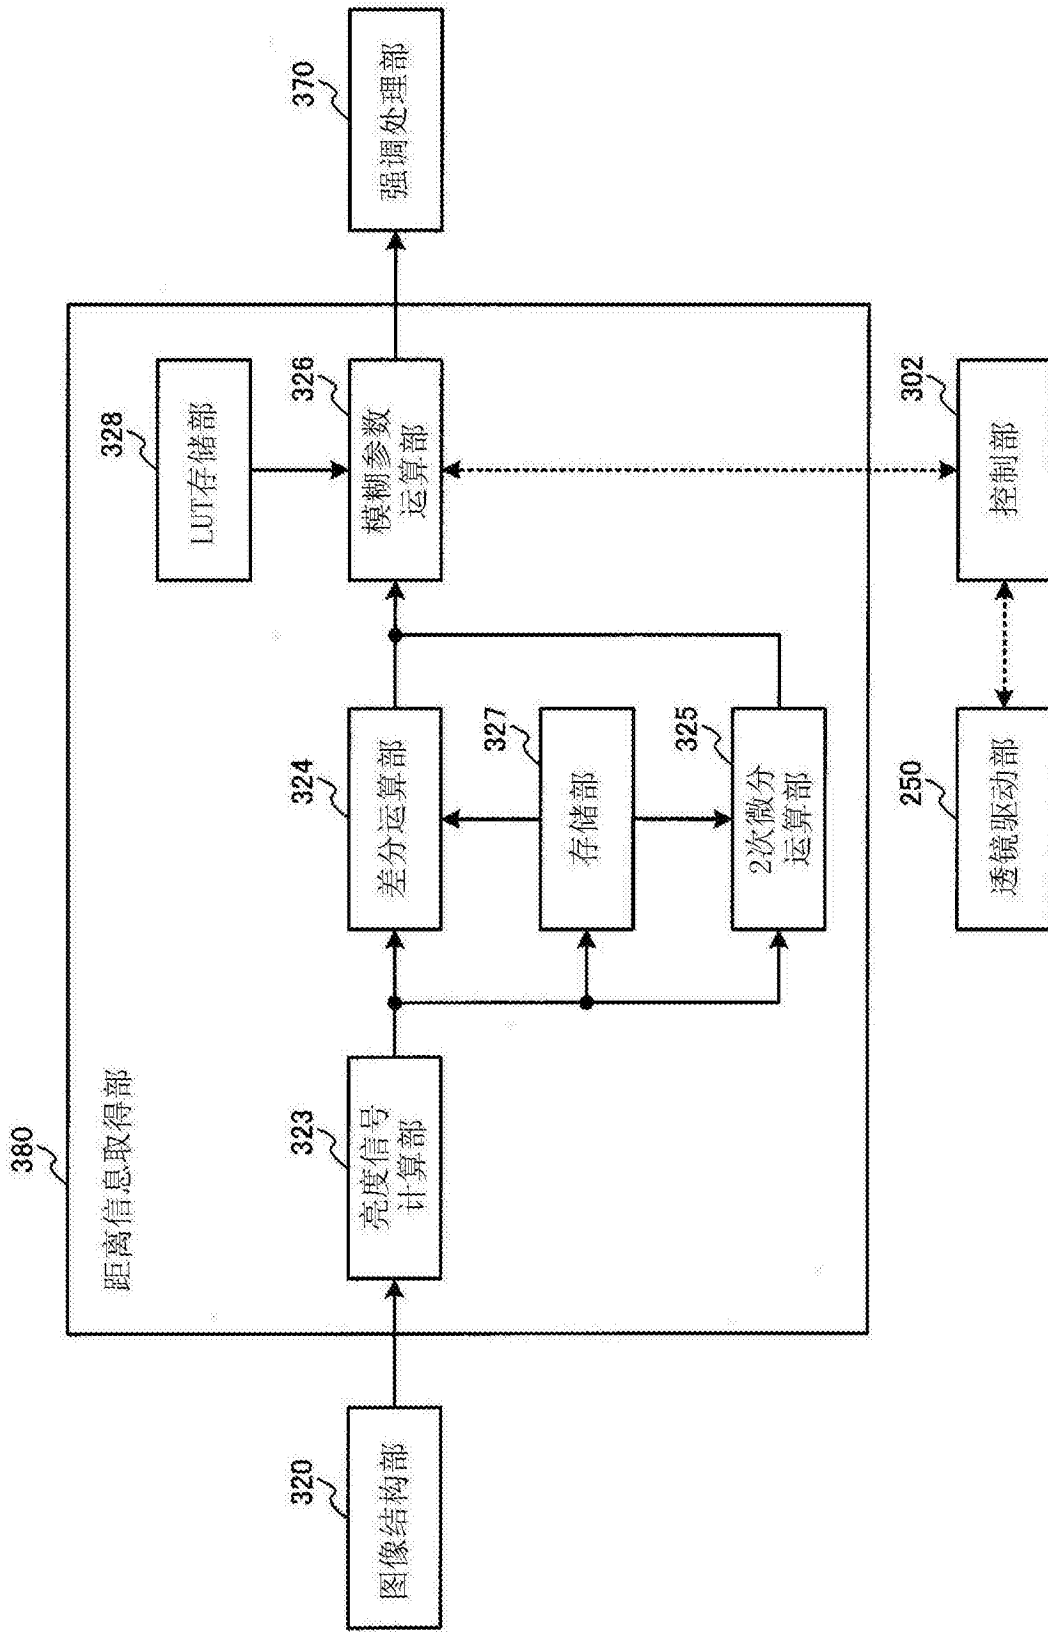 380
距离信息取得部
320
图像结构部
323
亮度信号
计算部
324
差分运算部
327
存储部
325
2次微分
运算部
328
LUT存储部
326
模糊参数
运算部
370
强调处理部
250
透镜驱动部
302
控制部